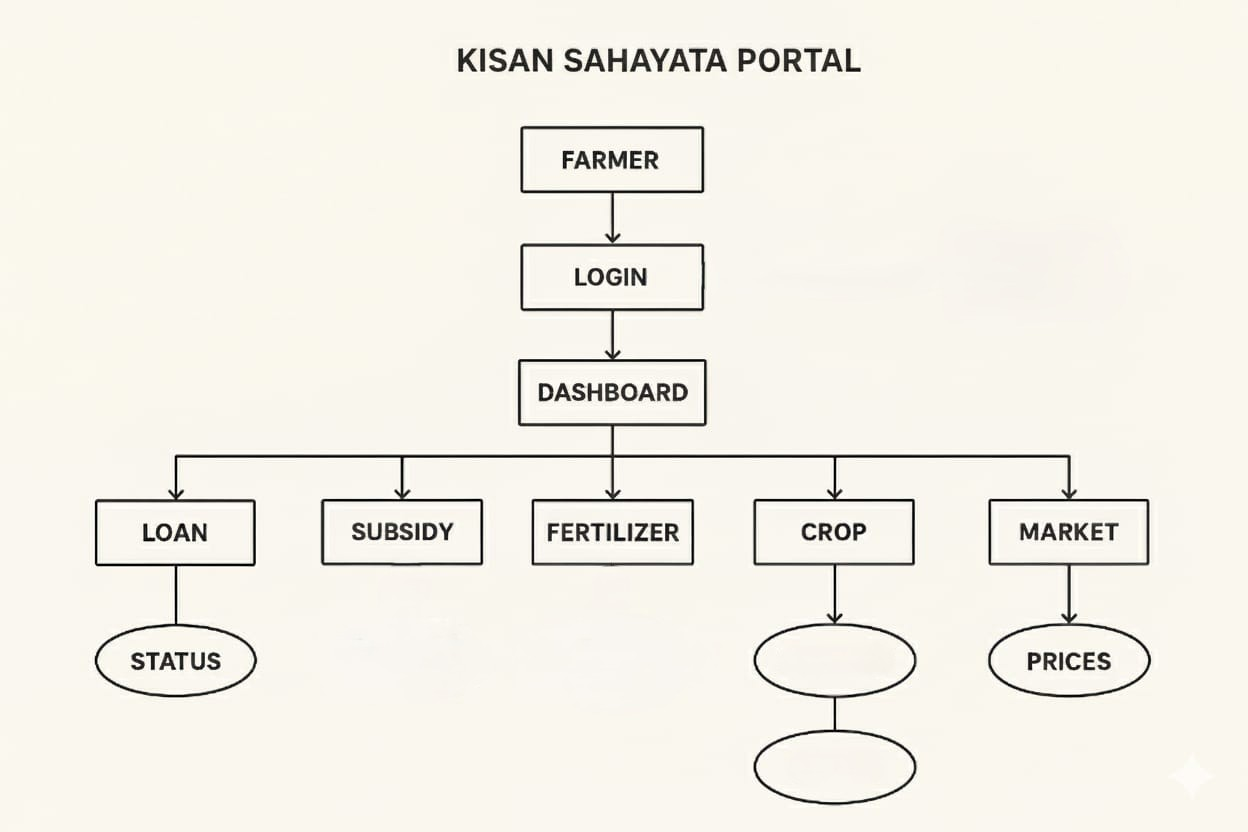 KISAN SAHAYATA PORTAL
FARMER
LOGIN
DASHBOARD
LOAN
SUBSIDY
FERTILIZER
CROP
MARKET
STATUS
PRICES